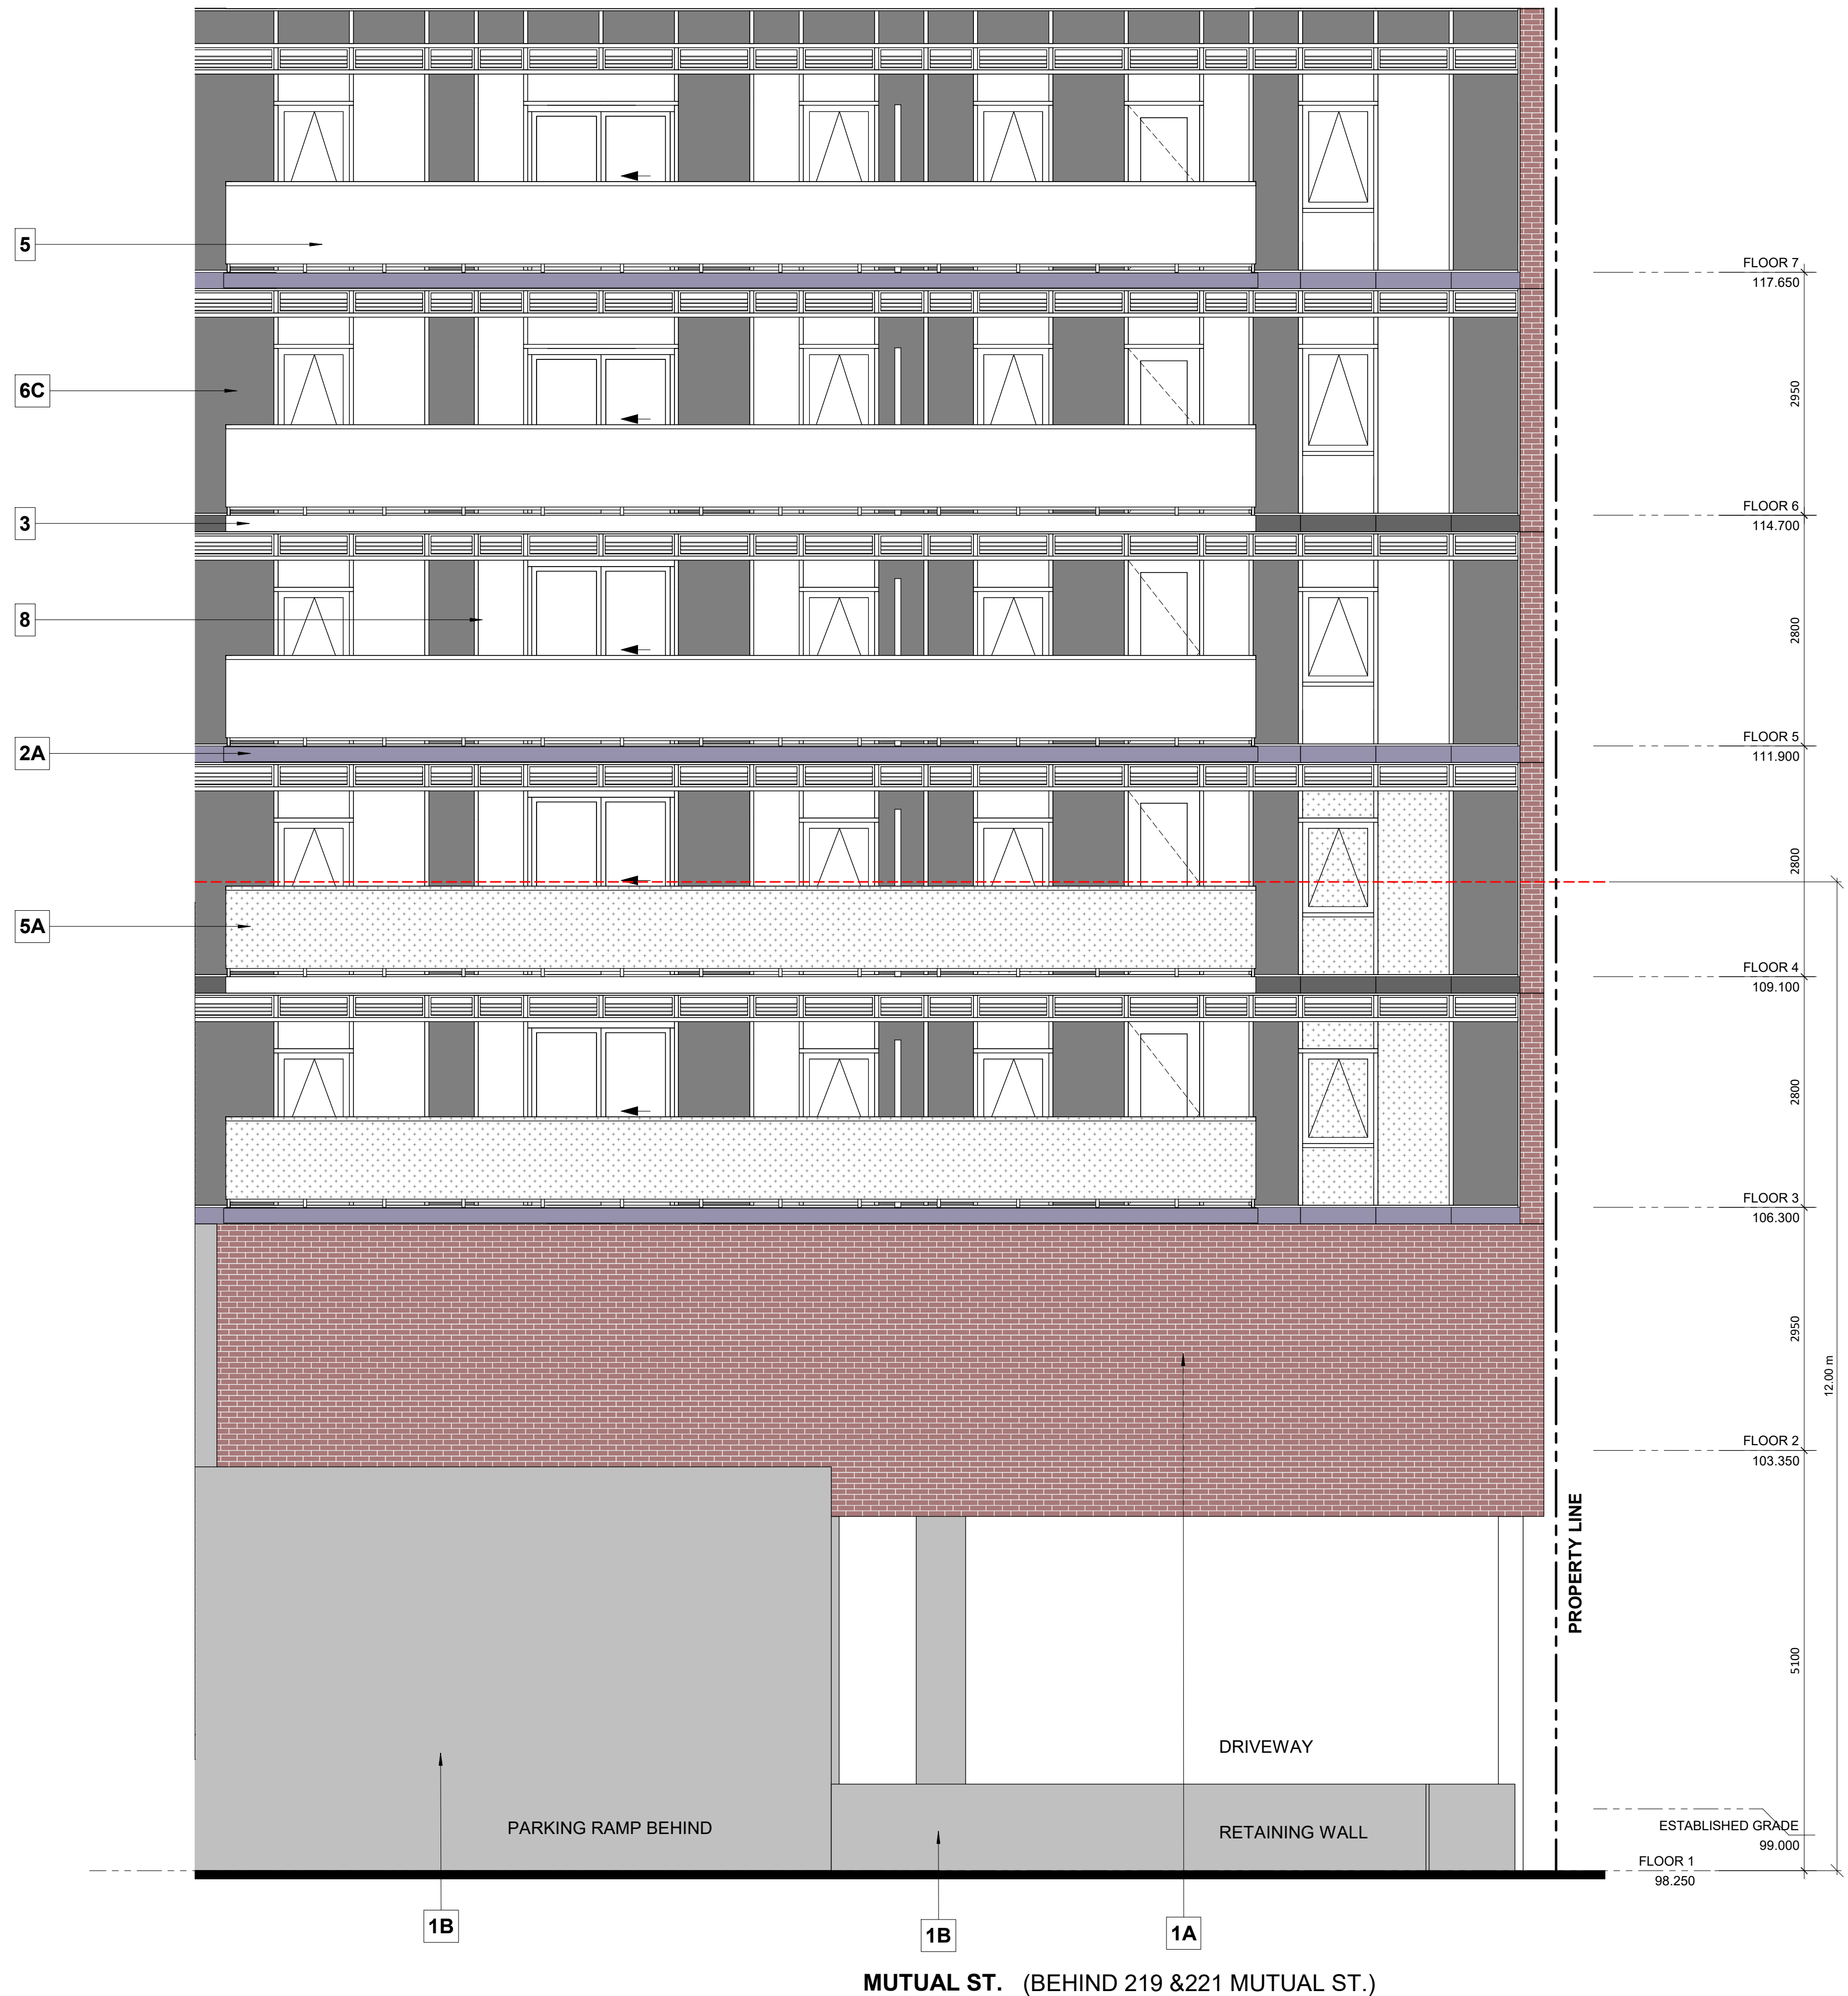 5
FLOOR 7
117.650
6C
2950
3
FLOOR 6
114.700
8
2800
2A
FLOOR 5
111.900
2800
5A
FLOOR 4
109.100
2800
FLOOR 3
106.300
2950
12.00 m
FLOOR 2
103.350
PROPERTY LINE
5100
DRIVEWAY
PARKING RAMP BEHIND
RETAINING WALL
ESTABLISHED GRADE
99.000
FLOOR 1
98.250
1B
1B
1A
MUTUAL ST. (BEHIND 219 &221 MUTUAL ST.)